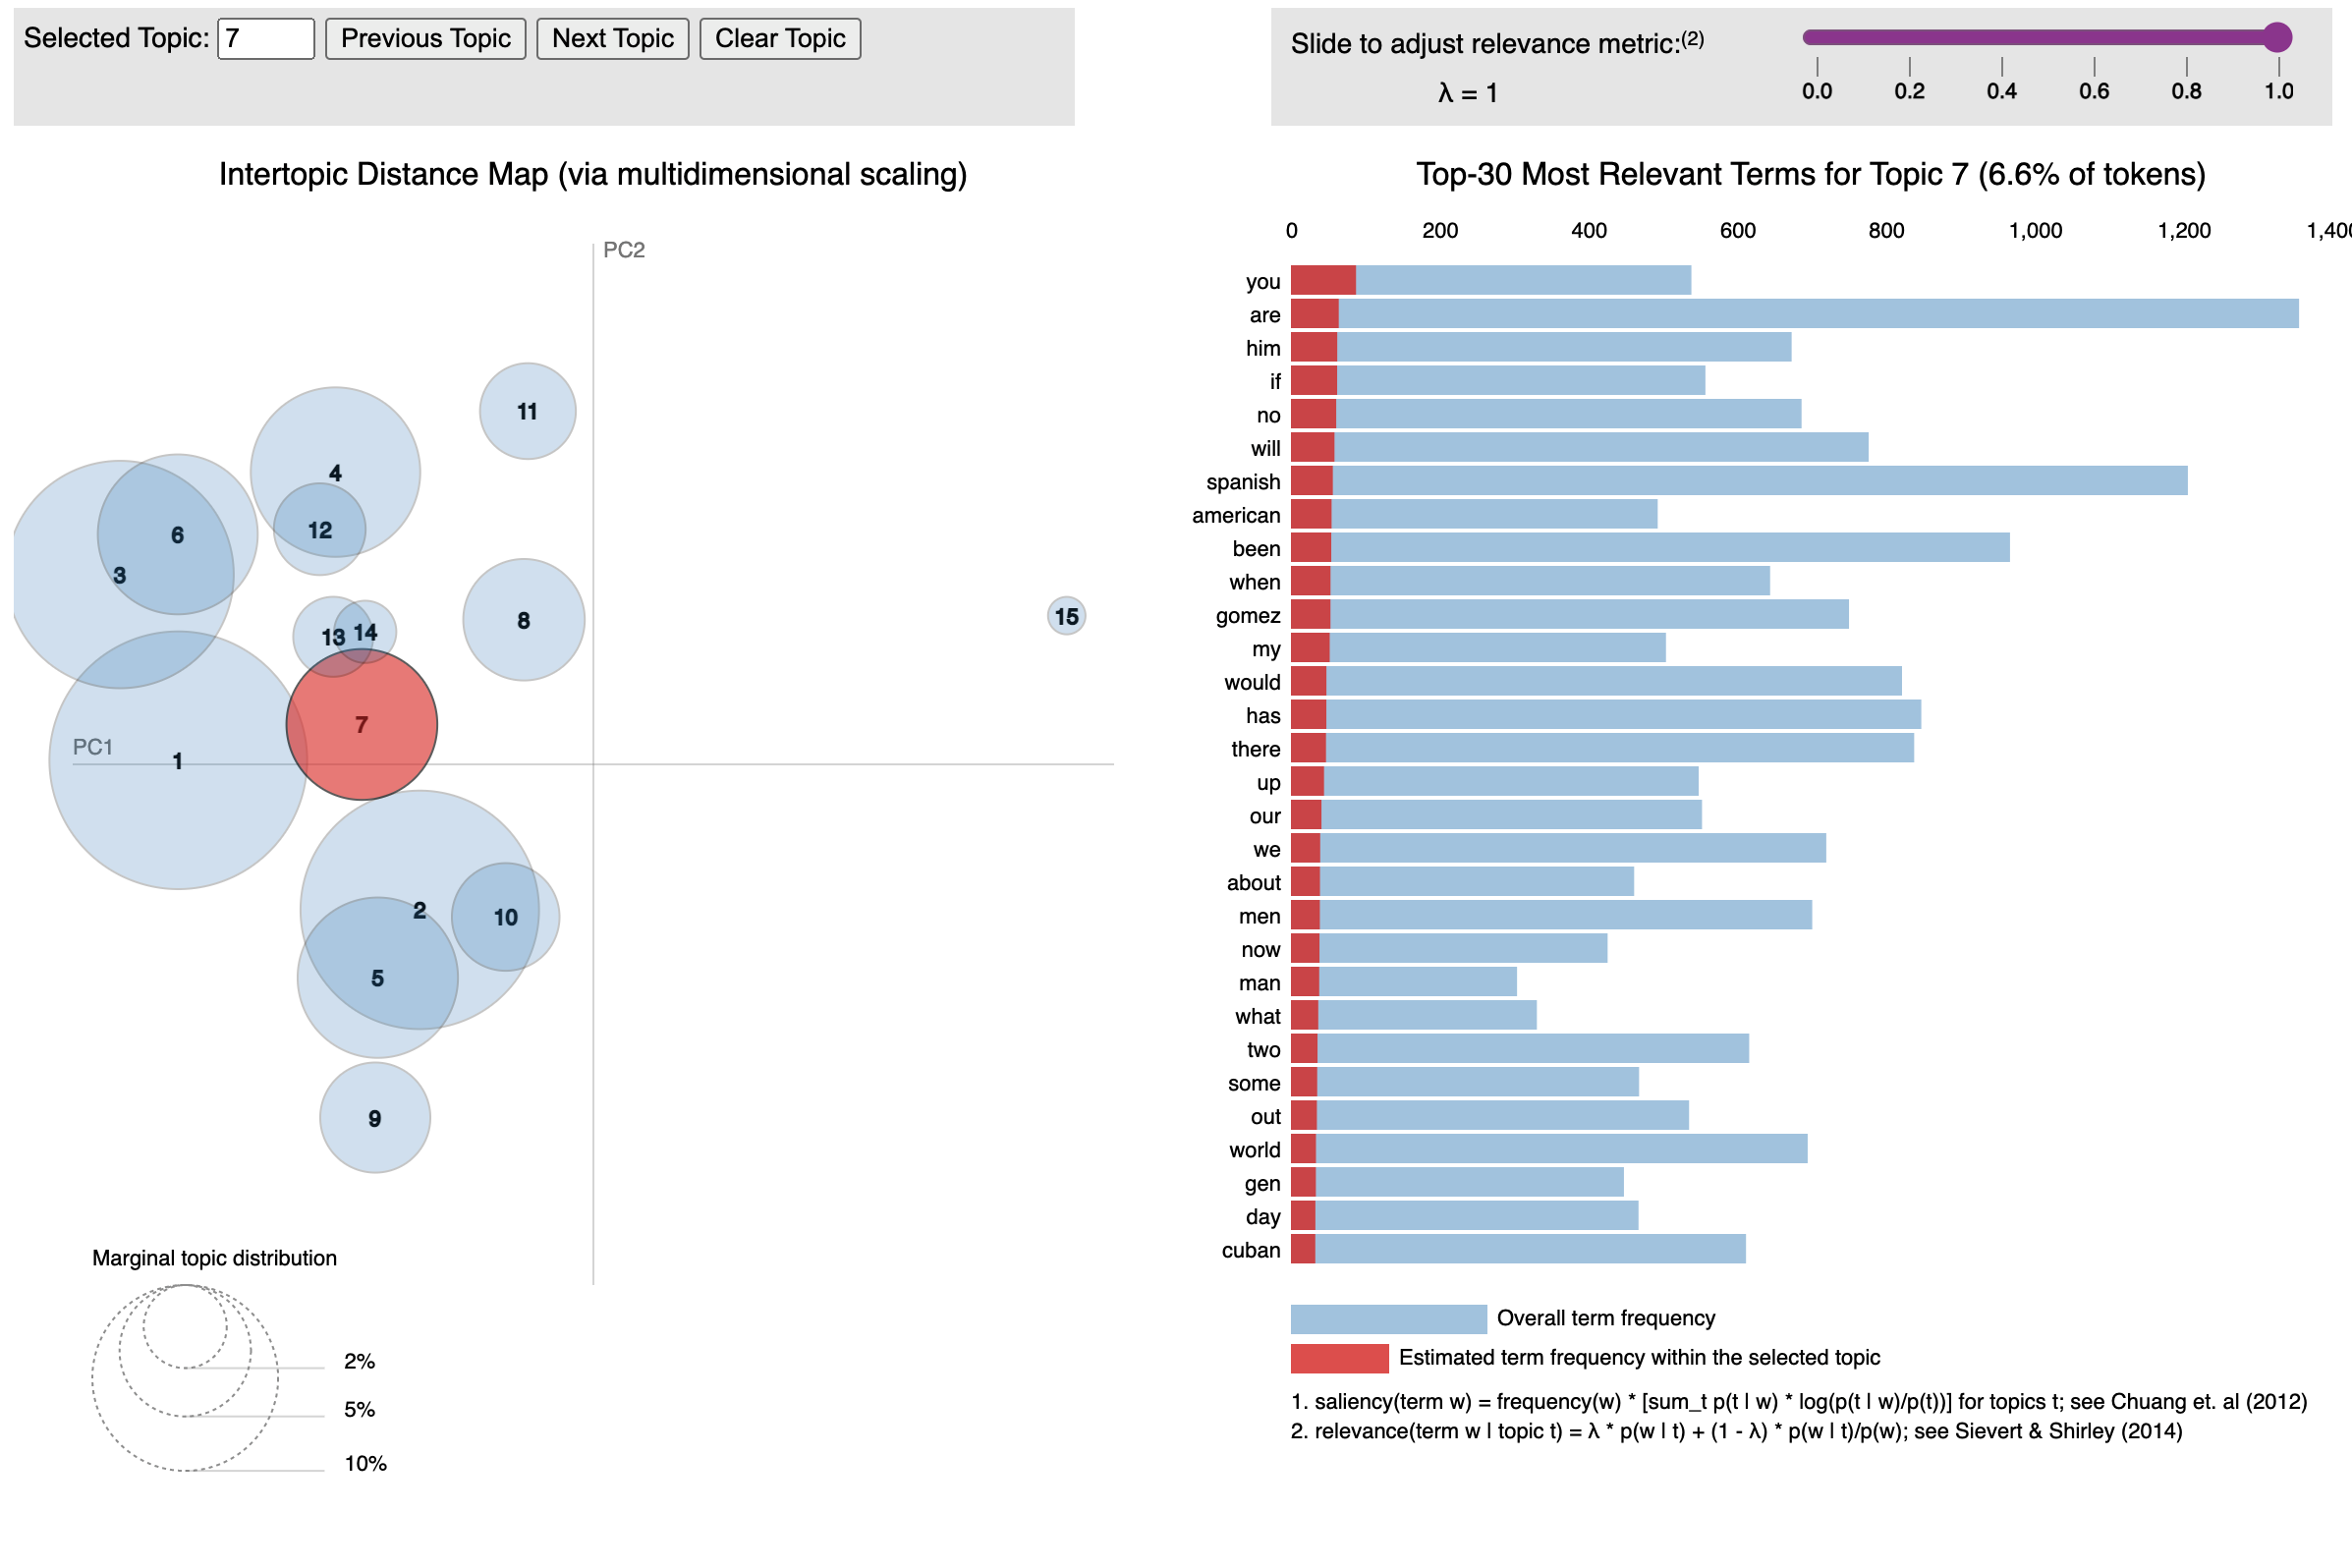 Selected Topic: 7 Previous Topic Next Topic Clear Topic
Slide to adjust relevance metric:(2)
λ = 1
0.0 0.2 0.4 0.6 0.8 1.0
Intertopic Distance Map (via multidimensional scaling)
PC2
11
4
6
12
3
8
15
13 14
7
PC1
1
2
10
5
9
Marginal topic distribution
2%
5%
10%
Top-30 Most Relevant Terms for Topic 7 (6.6% of tokens)
0 200 400 600 800 1,000 1,200 1,400
you
are
him
if
no
will
spanish
american
been
when
gomez
my
would
has
there
up
our
we
about
men
now
man
what
two
some
out
world
gen
day
cuban
Overall term frequency
Estimated term frequency within the selected topic
1. saliency(term w) = frequency(w) * [sum_t p(t | w) * log(p(t | w)/p(t))] for topics t; see Chuang et. al (2012)
2. relevance(term w | topic t) = λ * p(w | t) + (1 - λ) * p(w | t)/p(w); see Sievert & Shirley (2014)